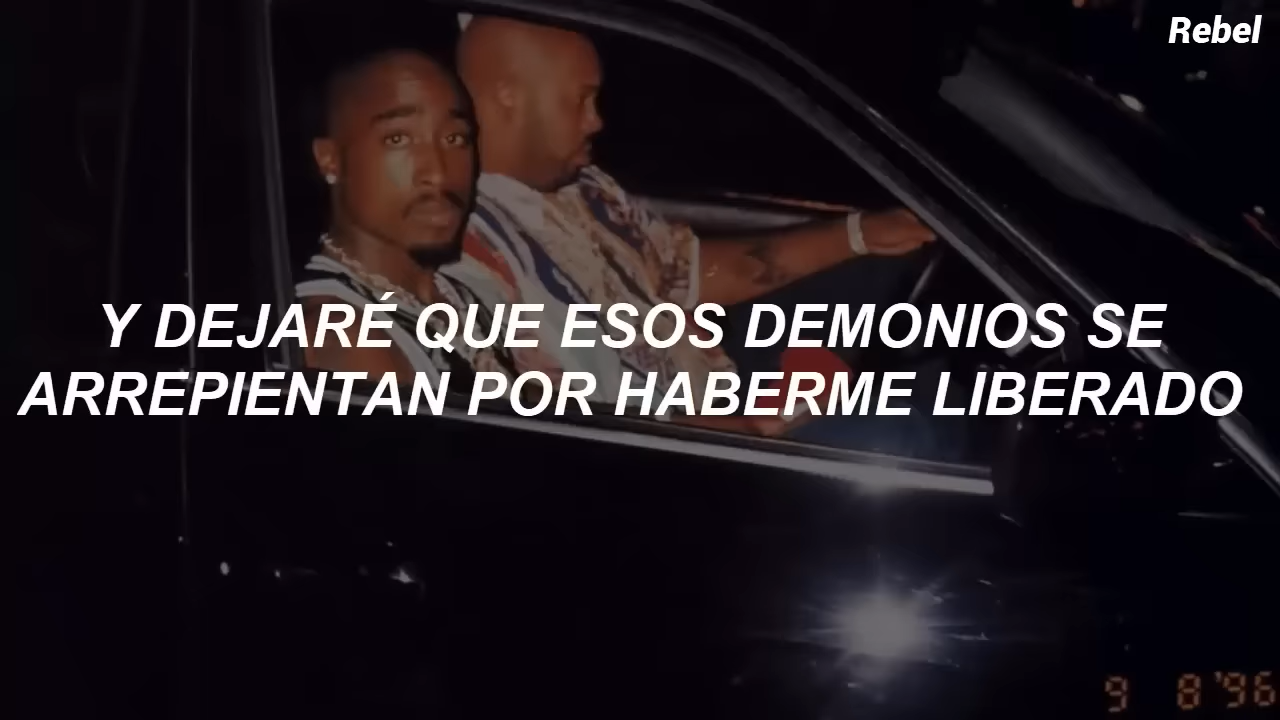 Rebel
Y DEJARÉ QUE ESOS DEMONIOS SE
ARREPIENTAN POR HABERME LIBERADO
9 8 '96